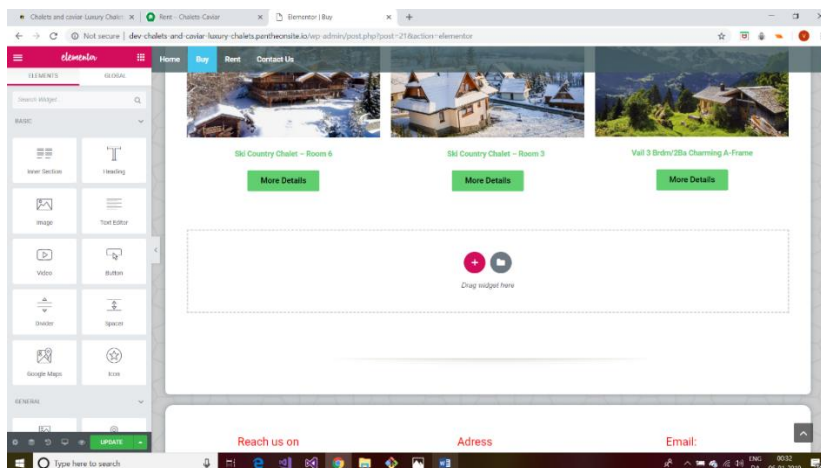 Chalets and caviar Luxury Chalet
Rent – Chalets Caviar
Elementor | Buy
Not secure | dev-chalets-and-caviar-luxury-chalets.pantheonsite.io/wp-admin/post.php?post=21&action=elementor
elementor
Home Buy Rent Contact Us
ELEMENTS GLOBAL
Search Widget...
BASIC
Inner Section Heading
Image Text Editor
Video Button
Divider Spacer
Google Maps Icon
GENERAL
UPDATE
Ski Country Chalet – Room 6
More Details
Ski Country Chalet – Room 3
More Details
Vail 3 Brdm/2Ba Charming A-Frame
More Details
Drag widget here
Reach us on
Adress
Email:
Type here to search
ENG
00:32